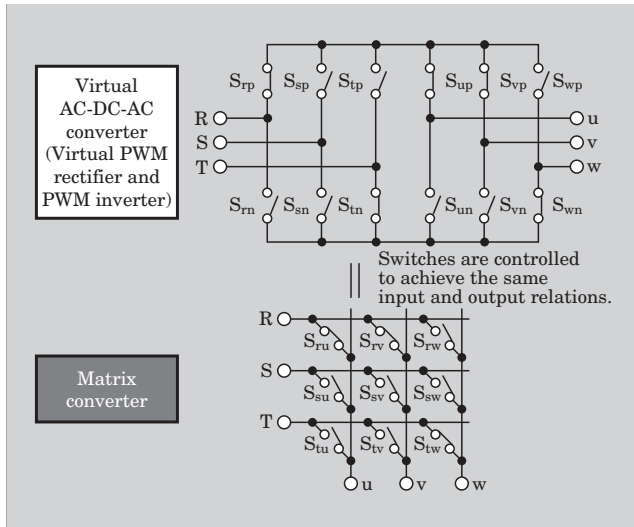 Virtual
AC-DC-AC
converter
(Virtual PWM
rectifier and
PWM inverter)
Srp Ssp Stp Sup Svp Swp
R u
S v
T w
Srn Ssn Stn Sun Svn Swn
Switches are controlled
to achieve the same
input and output relations.
R
Sru Srv Srw
S
Ssu Ssv Ssw
Matrix
converter
T
Stu Stv Stw
u v w